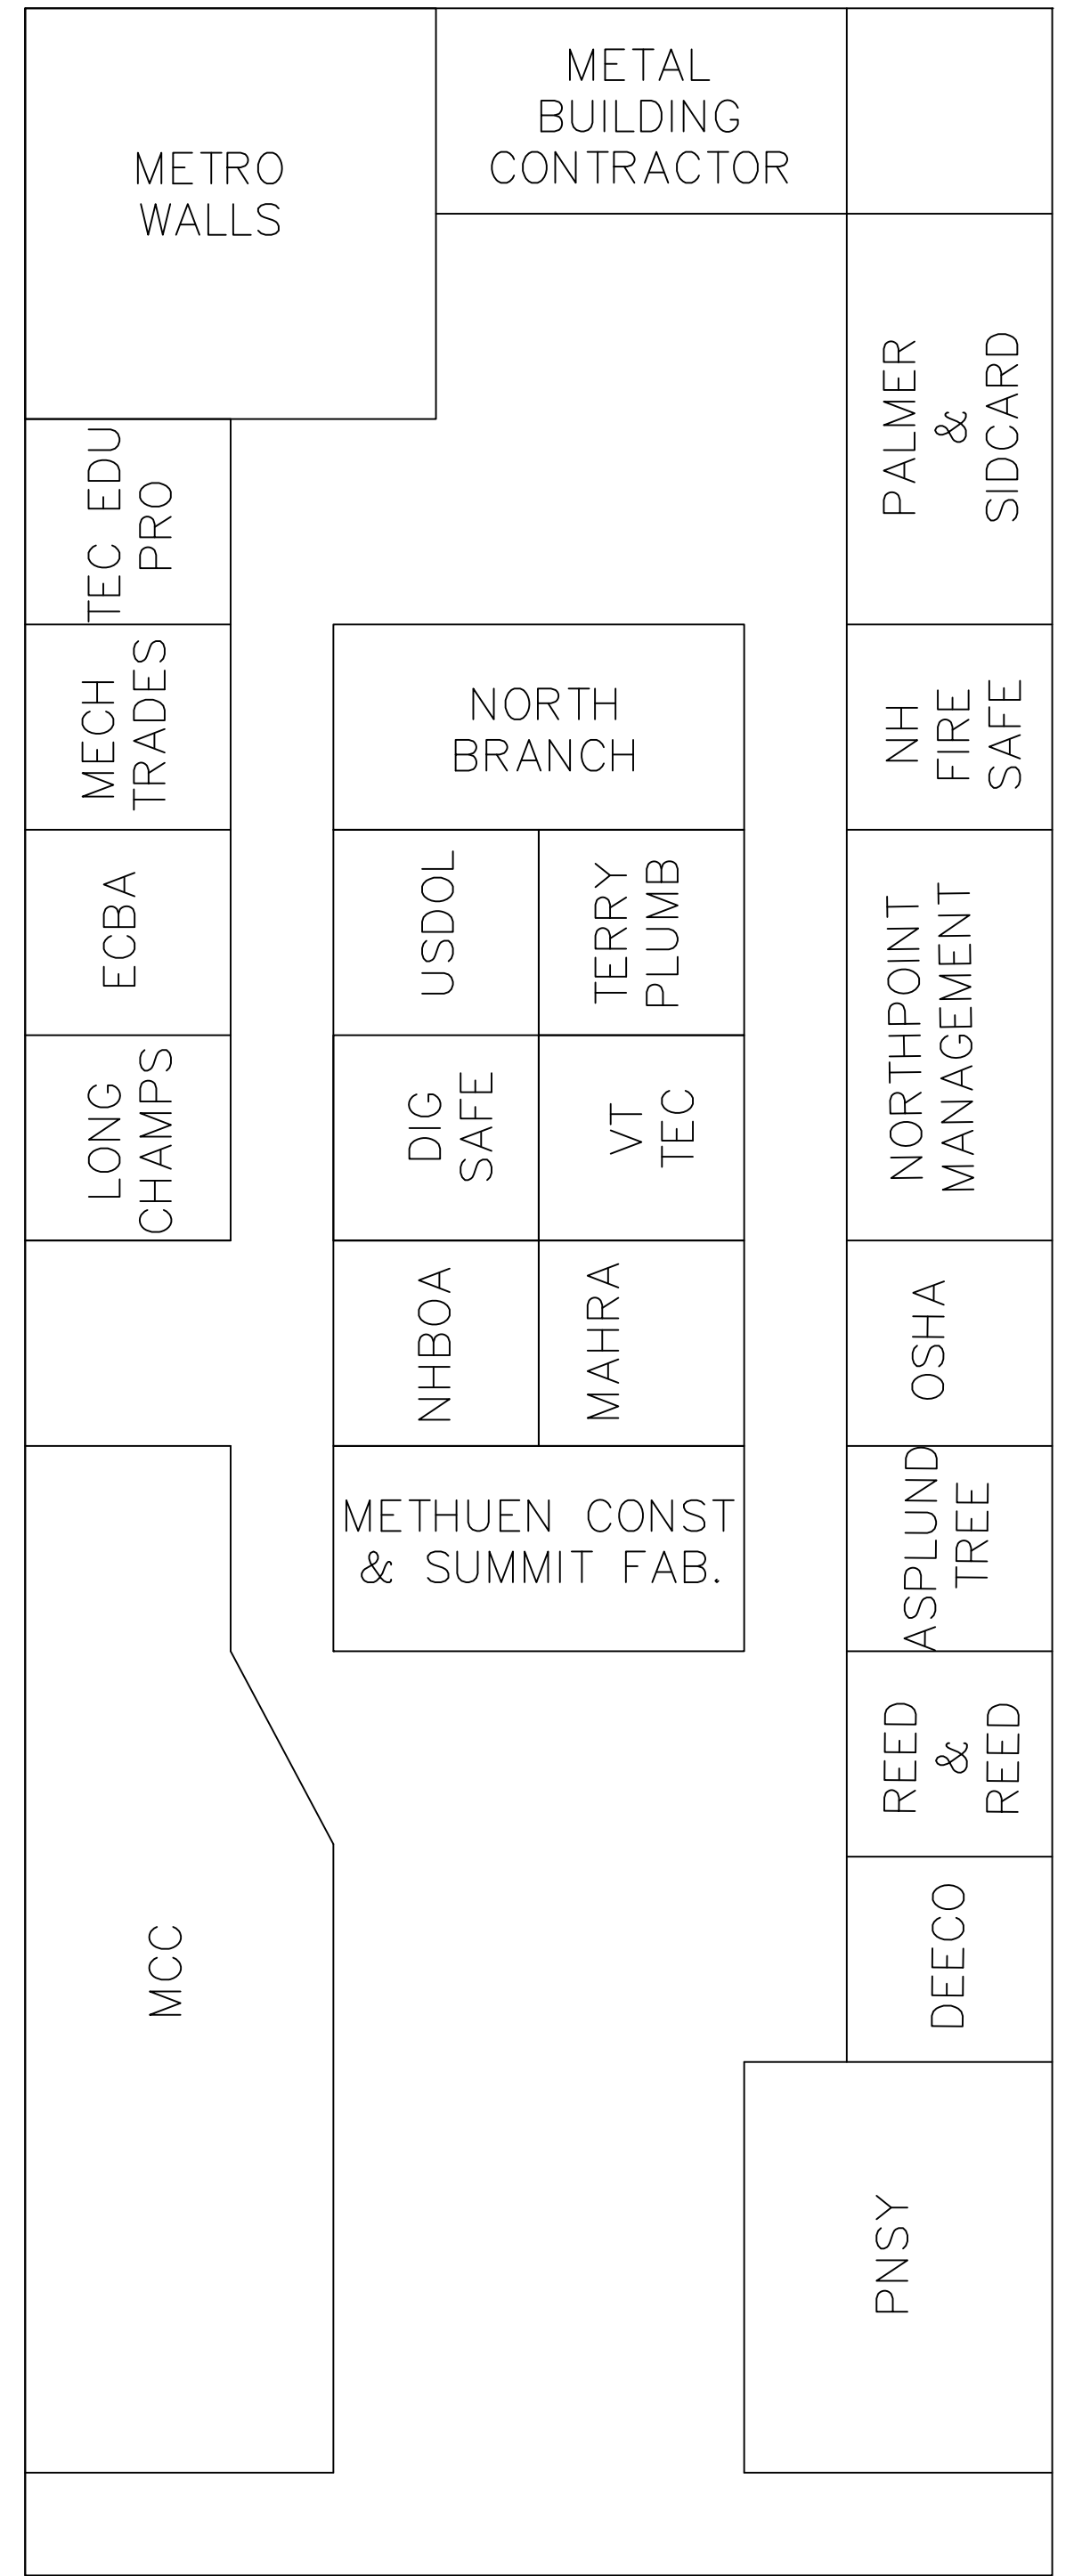 METAL
BUILDING
CONTRACTOR
METRO
WALLS
PALMER
&
SIDCARD
TEC EDU
PRO
MECH
TRADES
NORTH
BRANCH
NH
FIRE
SAFE
ECBA
USDOL
TERRY
PLUMB
NORTHPOINT
MANAGEMENT
LONG
CHAMPS
DIG
SAFE
VT
TEC
NHBOA
MAHRA
OSHA
METHUEN CONST
& SUMMIT FAB.
ASPLUND
TREE
REED
&
REED
MCC
DEECO
PNSY